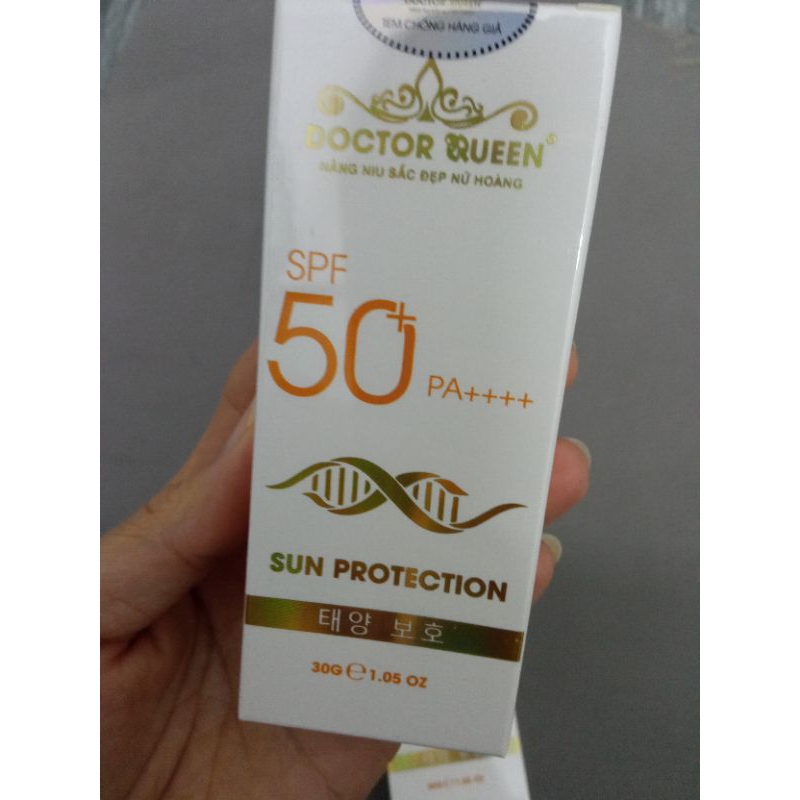 TEM CHỐNG HÀNG GIẢ
DOCTOR QUEEN®
NÂNG NIU SẮC ĐẸP NỮ HOÀNG
SPF
50+
PA++++
SUN PROTECTION
태양 보호
30G ℮ 1.05 OZ